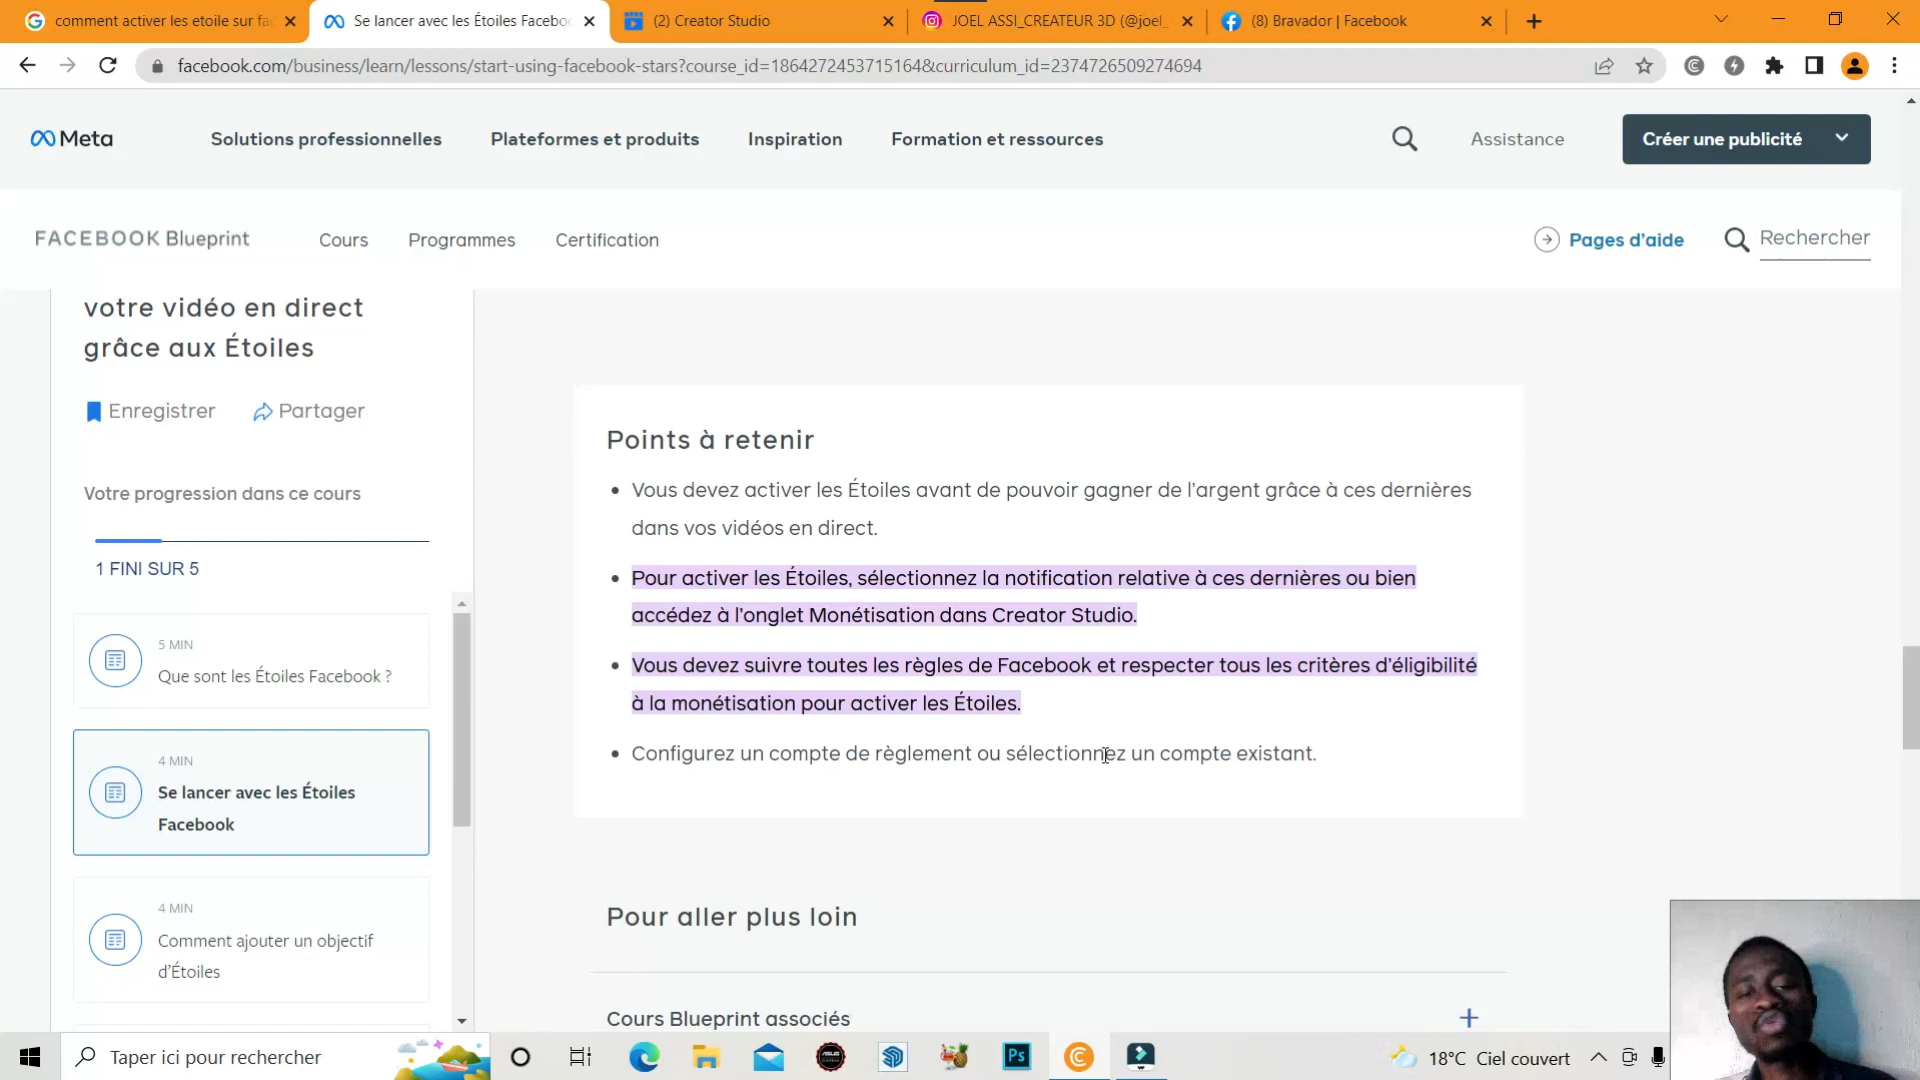 comment activer les etoile sur fa
Se lancer avec les Étoiles Facebo
(2) Creator Studio
JOEL ASSI_CREATEUR 3D (@joel_
(8) Bravador | Facebook
facebook.com/business/learn/lessons/start-using-facebook-stars?course_id=1864272453715164&curriculum_id=2374726509274694
Meta
Solutions professionnelles
Plateformes et produits
Inspiration
Formation et ressources
Assistance
Créer une publicité
FACEBOOK Blueprint
Cours
Programmes
Certification
Pages d'aide
Rechercher
votre vidéo en direct
grâce aux Étoiles
Enregistrer
Partager
Votre progression dans ce cours
1 FINI SUR 5
5 MIN
Que sont les Étoiles Facebook ?
4 MIN
Se lancer avec les Étoiles
Facebook
4 MIN
Comment ajouter un objectif
d'Étoiles
Points à retenir
• Vous devez activer les Étoiles avant de pouvoir gagner de l'argent grâce à ces dernières
dans vos vidéos en direct.
• Pour activer les Étoiles, sélectionnez la notification relative à ces dernières ou bien
accédez à l'onglet Monétisation dans Creator Studio.
• Vous devez suivre toutes les règles de Facebook et respecter tous les critères d'éligibilité
à la monétisation pour activer les Étoiles.
• Configurez un compte de règlement ou sélectionnez un compte existant.
Pour aller plus loin
Cours Blueprint associés
Taper ici pour rechercher
Ps
18°C Ciel couvert